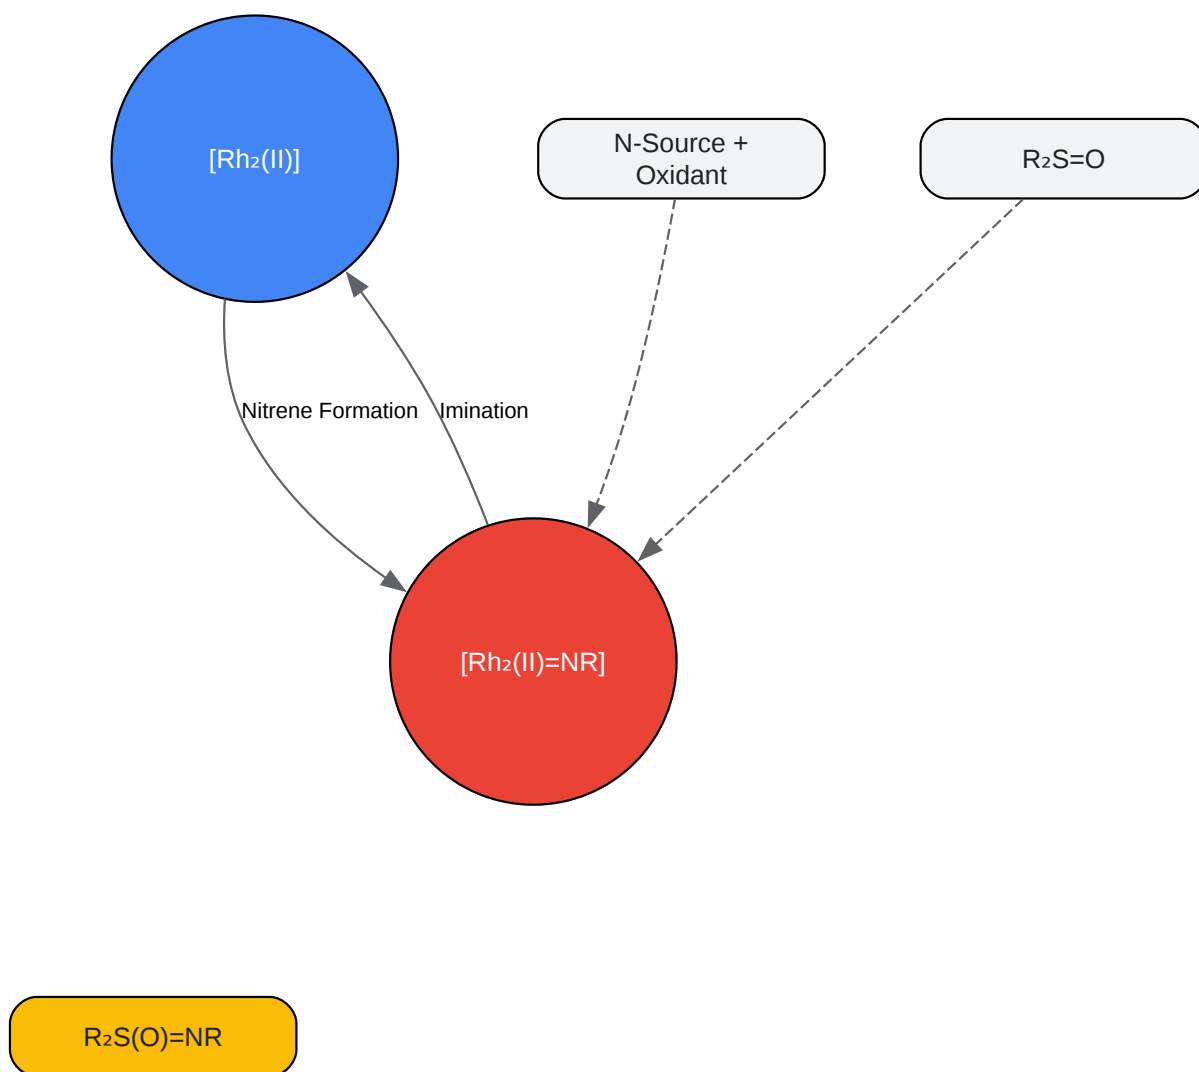 [Rh₂(II)]
N-Source +
Oxidant
R₂S=O
Nitrene Formation
Imination
[Rh₂(II)=NR]
R₂S(O)=NR